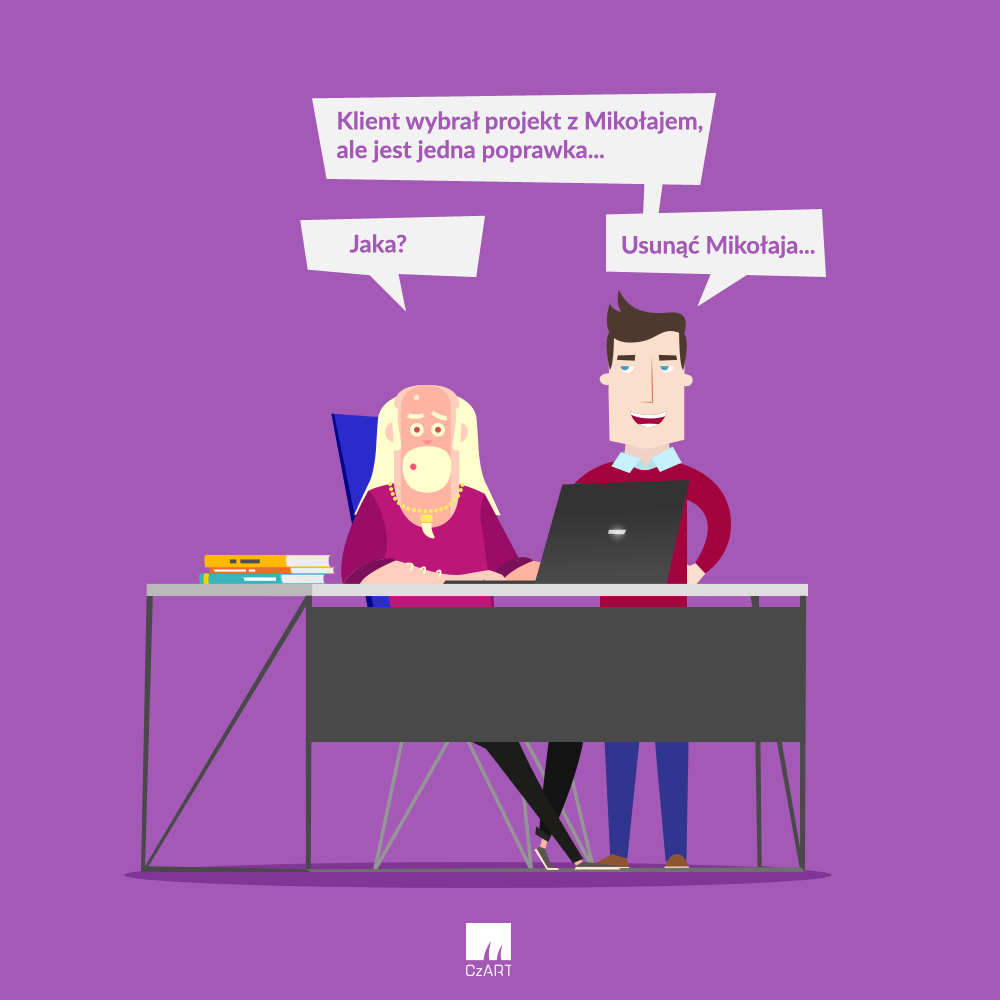 Klient wybrał projekt z Mikołajem,
ale jest jedna poprawka...
Jaka?
Usunąć Mikołaja...
CzART